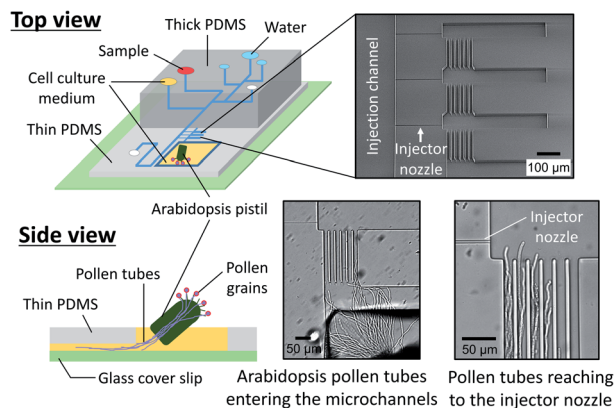 Top view
Thick PDMS
Water
Sample
Cell culture
medium
Thin PDMS
Injection channel
Injector
nozzle
100 μm
Arabidopsis pistil
Side view
Pollen tubes
Pollen
grains
Thin PDMS
Glass cover slip
50 μm
Arabidopsis pollen tubes
entering the microchannels
Injector
nozzle
50 μm
Pollen tubes reaching
to the injector nozzle